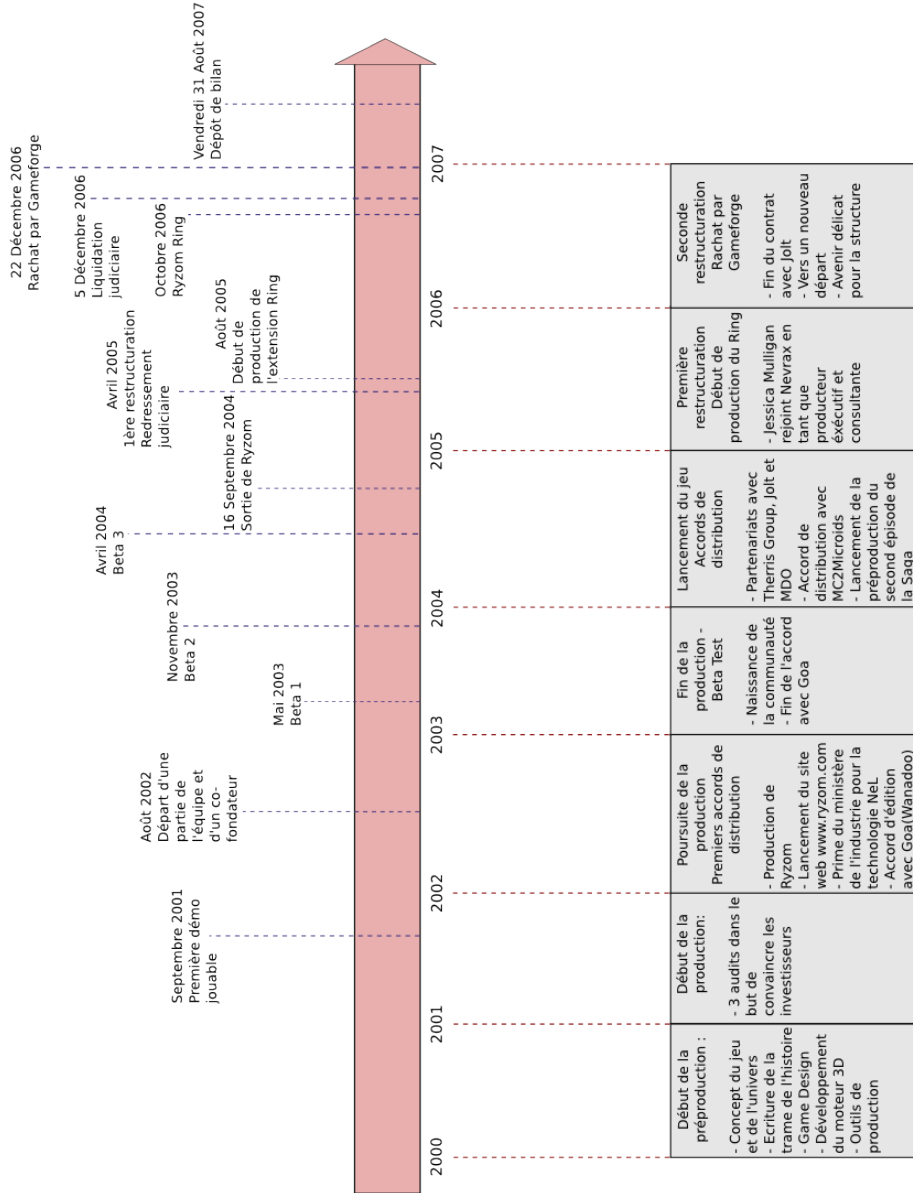 Septembre 2001
Première démo
jouable
Août 2002
Départ d'une
partie de
l'équipe et
d'un co-
fondateur
Mai 2003
Beta 1
Novembre 2003
Beta 2
Avril 2004
Beta 3
16 Septembre 2004
Sortie de Ryzom
Avril 2005
1ère restructuration
Redressement
judiciaire
Août 2005
Début de
production de
l'extension Ring
Octobre 2006
Ryzom Ring
5 Décembre 2006
Liquidation
judiciaire
22 Décembre 2006
Rachat par Gameforge
Vendredi 31 Août 2007
Dépôt de bilan
2000
2001
2002
2003
2004
2005
2006
2007
Début de la
préproduction :
- Concept du jeu
et de l'univers
- Ecriture de la
trame de l'histoire
- Game Design
- Développement
du moteur 3D
- Outils de
production
Début de la
production:
- 3 audits dans le
but de
convaincre les
investisseurs
Poursuite de la
production
Premiers accords de
distribution
- Production de
Ryzom
- Lancement du site
web www.ryzom.com
- Prime du ministère
de l'industrie pour la
technologie NeL
- Accord d'édition
avec Goa(Wanadoo)
Fin de la
production -
Beta Test
- Naissance de
la communauté
- Fin de l'accord
avec Goa
Lancement du jeu
Accords de
distribution
- Partenariats avec
Therris Group, Jolt et
MDO
- Accord de
distribution avec
MC2Microids
- Lancement de la
préproduction du
second épisode de
la Saga
Première
restructuration
Début de
production du Ring
- Jessica Mulligan
rejoint Nevrax en
tant que
producteur
éxécutif et
consultante
Seconde
restructuration
Rachat par
Gameforge
- Fin du contrat
avec Jolt
- Vers un nouveau
départ
- Avenir délicat
pour la structure